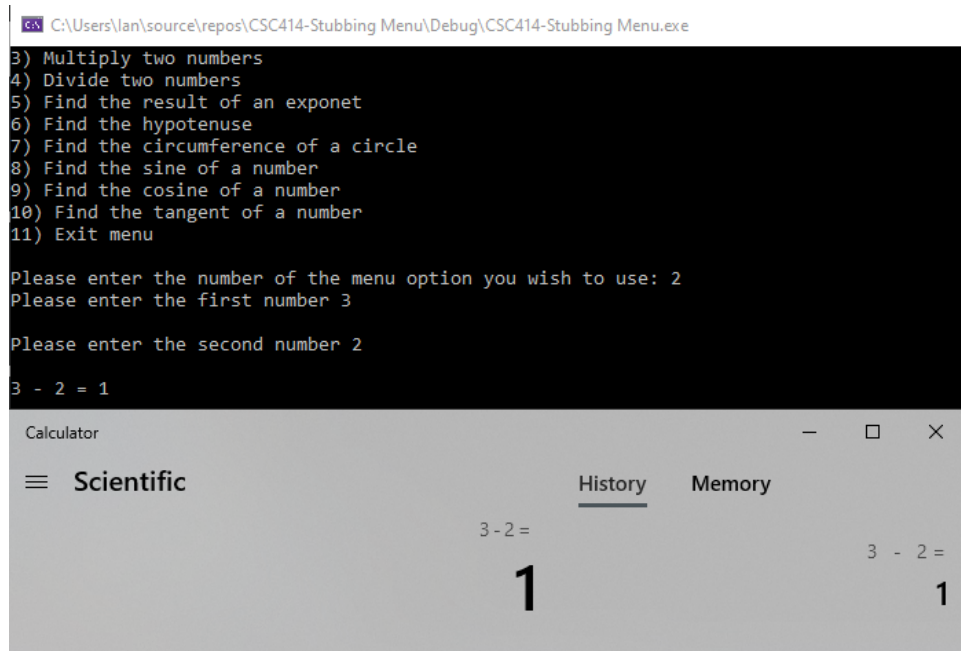 C:\Users\Ian\source\repos\CSC414-Stubbing Menu\Debug\CSC414-Stubbing Menu.exe
3) Multiply two numbers
4) Divide two numbers
5) Find the result of an exponet
6) Find the hypotenuse
7) Find the circumference of a circle
8) Find the sine of a number
9) Find the cosine of a number
10) Find the tangent of a number
11) Exit menu
Please enter the number of the menu option you wish to use: 2
Please enter the first number 3
Please enter the second number 2
3 - 2 = 1
Calculator
Scientific
History Memory
3 - 2 =
1
3 - 2 =
1